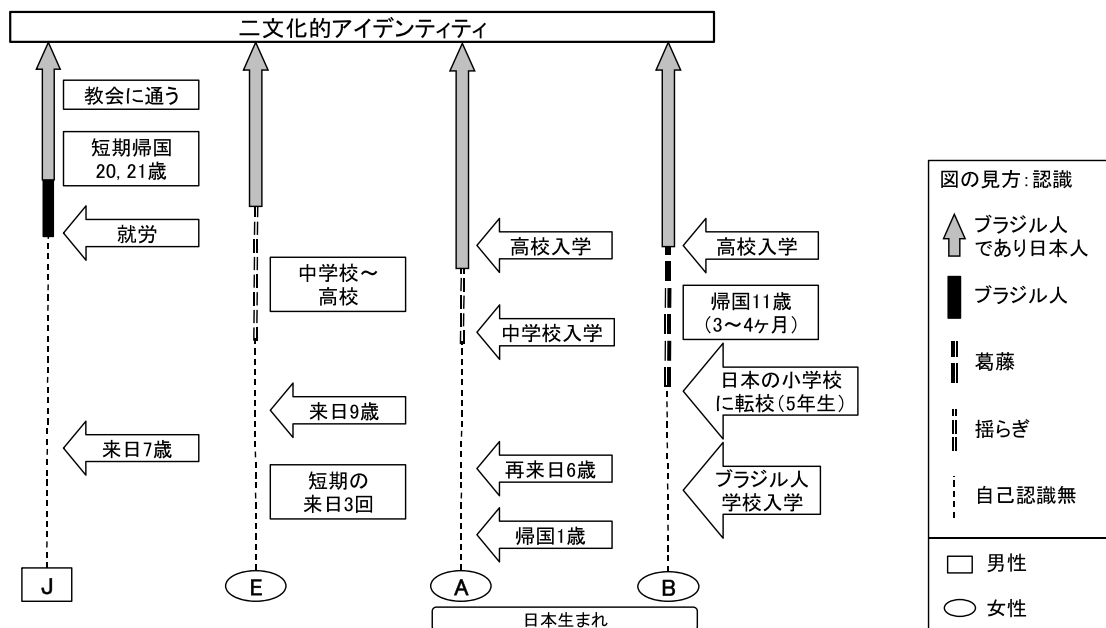 二文化的アイデンティティ
教会に通う
短期帰国
20, 21歳
就労
来日7歳
J
中学校～
高校
来日9歳
短期の
来日3回
E
高校入学
中学校入学
再来日6歳
帰国1歳
A
高校入学
帰国11歳
(3～4ヶ月)
日本の小学校
に転校(5年生)
ブラジル人
学校入学
B
日本生まれ
図の見方:認識
ブラジル人
であり日本人
ブラジル人
葛藤
揺らぎ
自己認識無
男性
女性